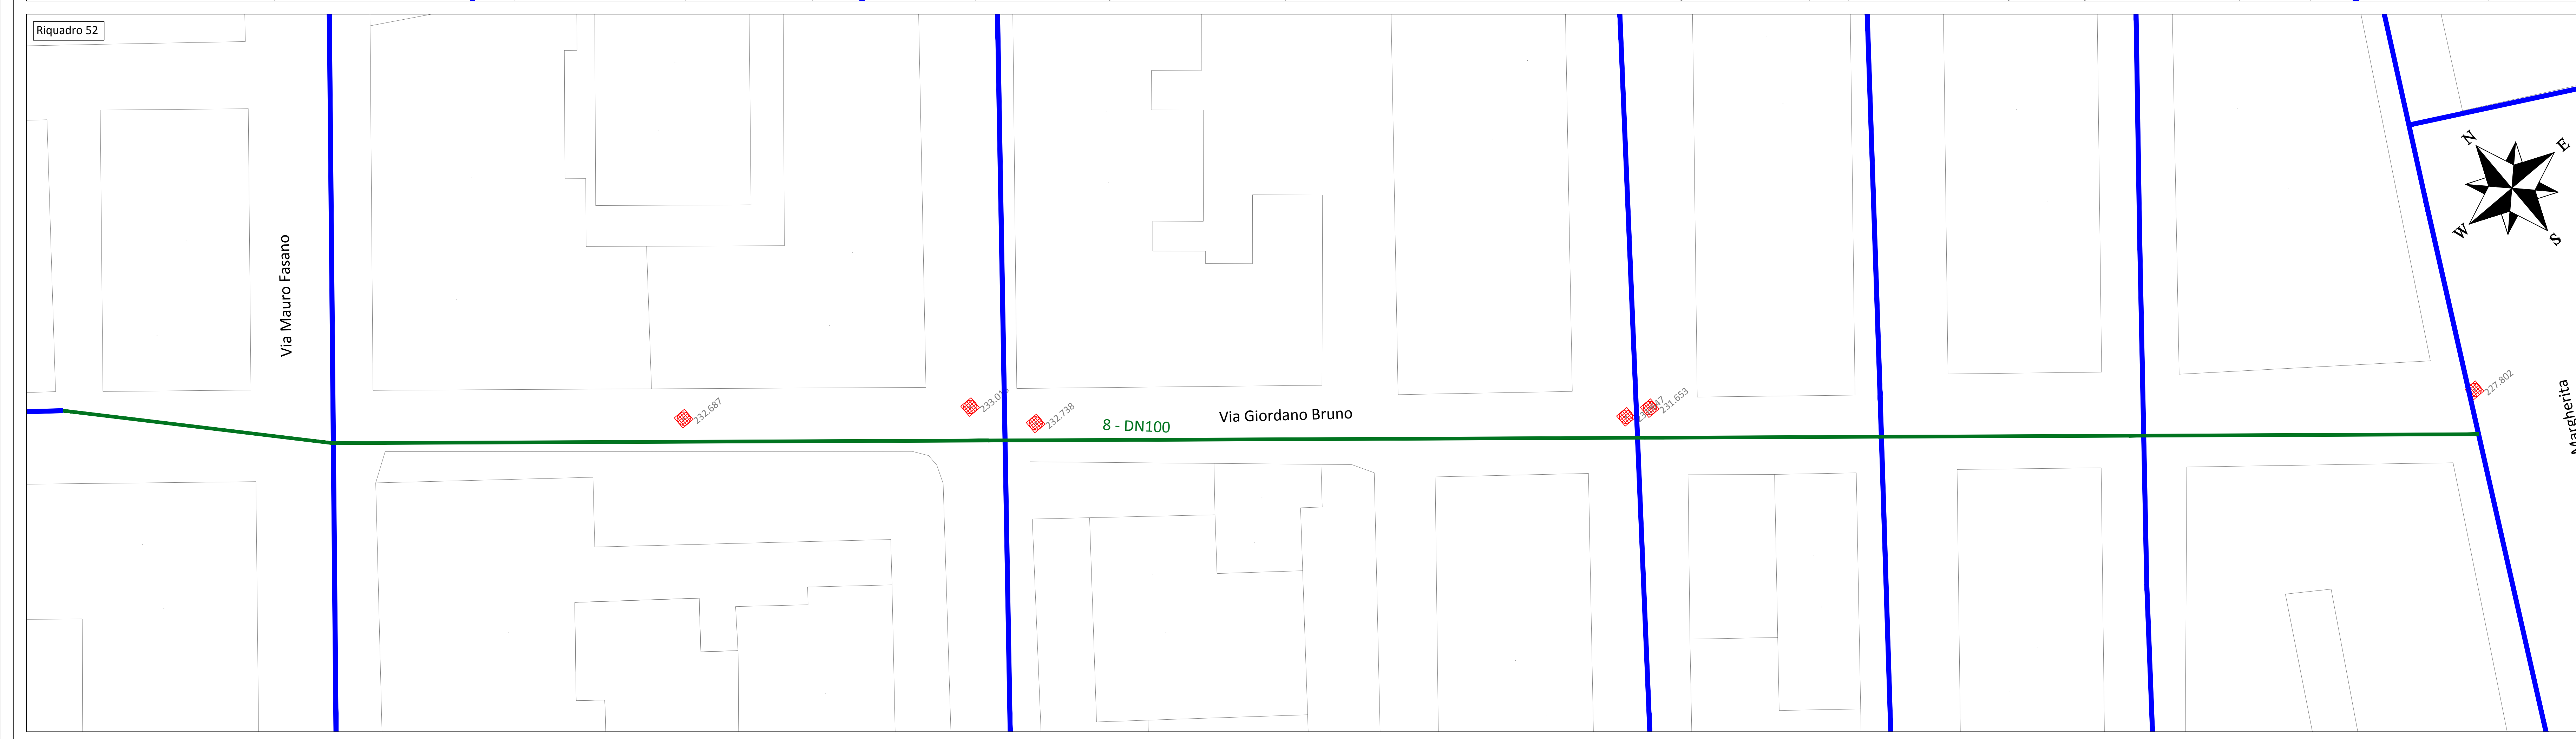 Riquadro 52
N
E
W
S
Via Mauro Fasano
232.687
232.738
8 - DN100
Via Giordano Bruno
231.653
227.802
Margherita